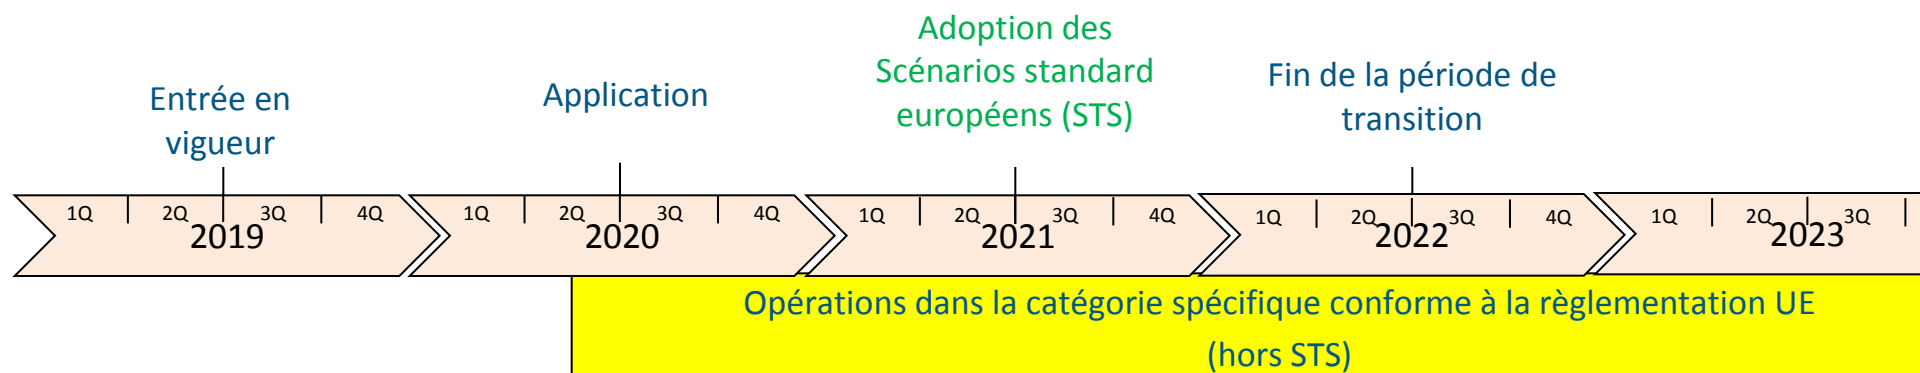 Entrée en
vigueur
Application
Adoption des
Scénarios standard
européens (STS)
Fin de la période de
transition
1Q 2Q 3Q 4Q
2019
1Q 2Q 3Q 4Q
2020
1Q 2Q 3Q 4Q
2021
1Q 2Q 3Q 4Q
2022
1Q 2Q 3Q
2023
Opérations dans la catégorie spécifique conforme à la règlementation UE
(hors STS)